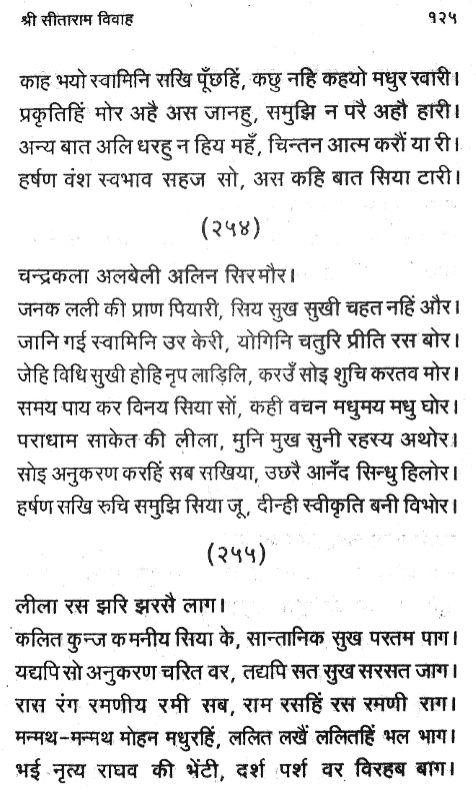 श्री सीताराम विवाह १२५
काह भयो स्वामिनि सखि पूँछहिं, कछु नहि कहयो मधुर रवारी।
प्रकृतिहिं मोर अहै अस जानहु, समुझि न परै अहौ हारी।
अन्य बात अलि धरहु न हिय महँ, चिन्तन आत्म करौं या री।
हर्षण वंश स्वभाव सहज सो, अस कहि बात सिया टारी।
(२५४)
चन्द्रकला अलबेली अलिन सिरमौर।
जनक लली की प्राण पियारी, सिय सुख सुखी चहत नहिं और।
जानि गई स्वामिनि उर केरी, योगिनि चतुरि प्रीति रस बोर।
जेहि विधि सुखी होहि नृप लाड़िलि, करउँ सोइ शुचि करतव मोर।
समय पाय कर विनय सिया सों, कही वचन मधुमय मधु घोर।
पराधाम साकेत की लीला, मुनि मुख सुनी रहस्य अथोर।
सोइ अनुकरण करहिं सब सखिया, उछरै आनँद सिन्धु हिलोर।
हर्षण सखि रुचि समुझि सिया जू, दीन्ही स्वीकृति बनी विभोर।
(२५५)
लीला रस झरि झरसै लाग।
कलित कुन्ज कमनीय सिया के, सान्तानिक सुख परतम पाग।
यद्यपि सो अनुकरण चरित वर, तद्यपि सत सुख सरसत जाग।
रास रंग रमणीय रमी सब, राम रसहिं रस रमणी राग।
मन्मथ-मन्मथ मोहन मधुरहिं, ललित लखैं ललितहिं भल भाग।
भई नृत्य राघव की भेंटी, दर्श पर्श वर विरहब बाग।